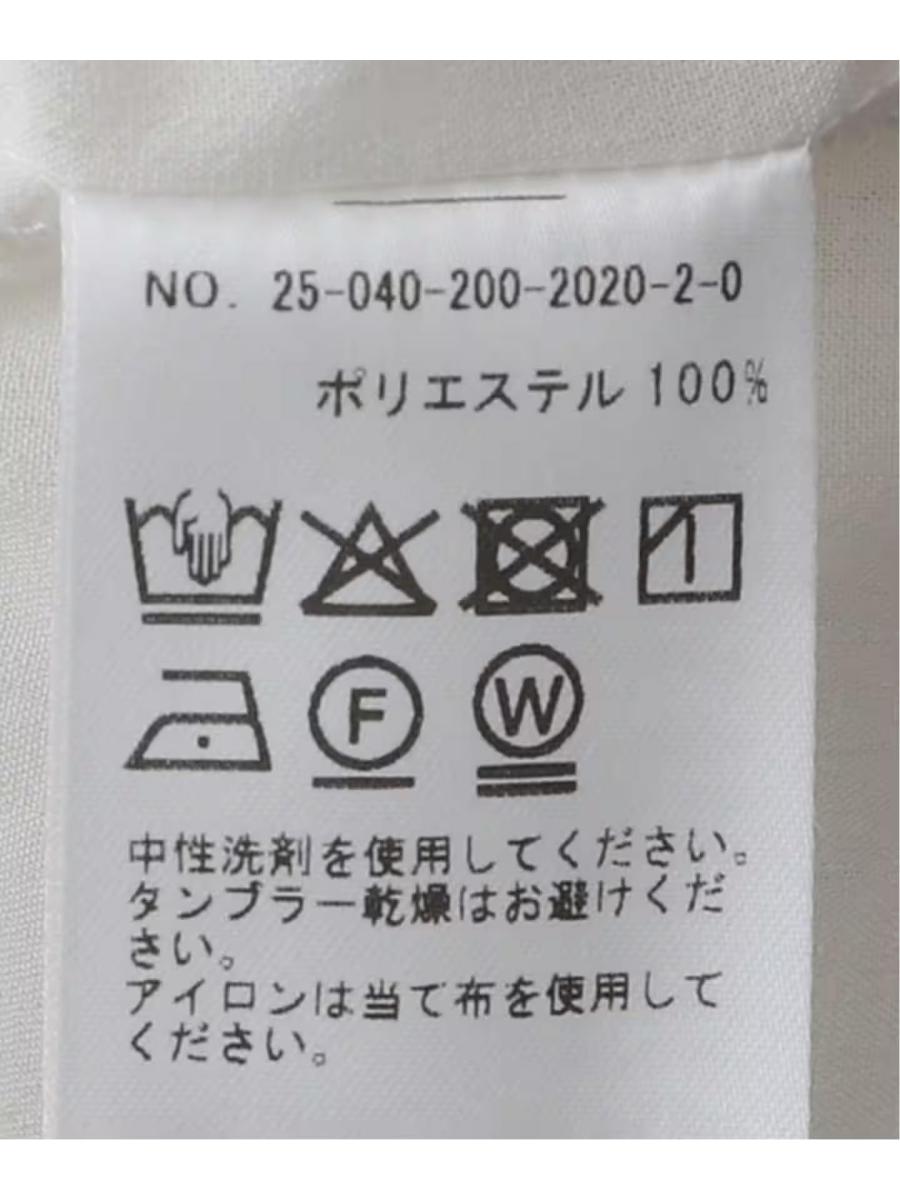 NO. 25-040-200-2020-2-0
ポリエステル 100%
F
W
中性洗剤を使用してください。
タンブラー乾燥はお避けくだ
さい。
アイロンは当て布を使用して
ください。